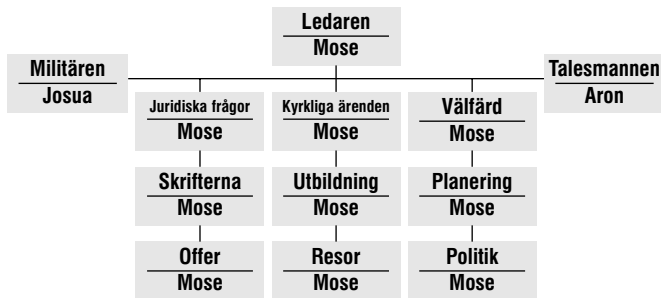 Ledaren
Mose
Militären
Josua
Talesmannen
Aron
Juridiska frågor
Mose
Kyrkliga ärenden
Mose
Välfärd
Mose
Skrifterna
Mose
Utbildning
Mose
Planering
Mose
Offer
Mose
Resor
Mose
Politik
Mose